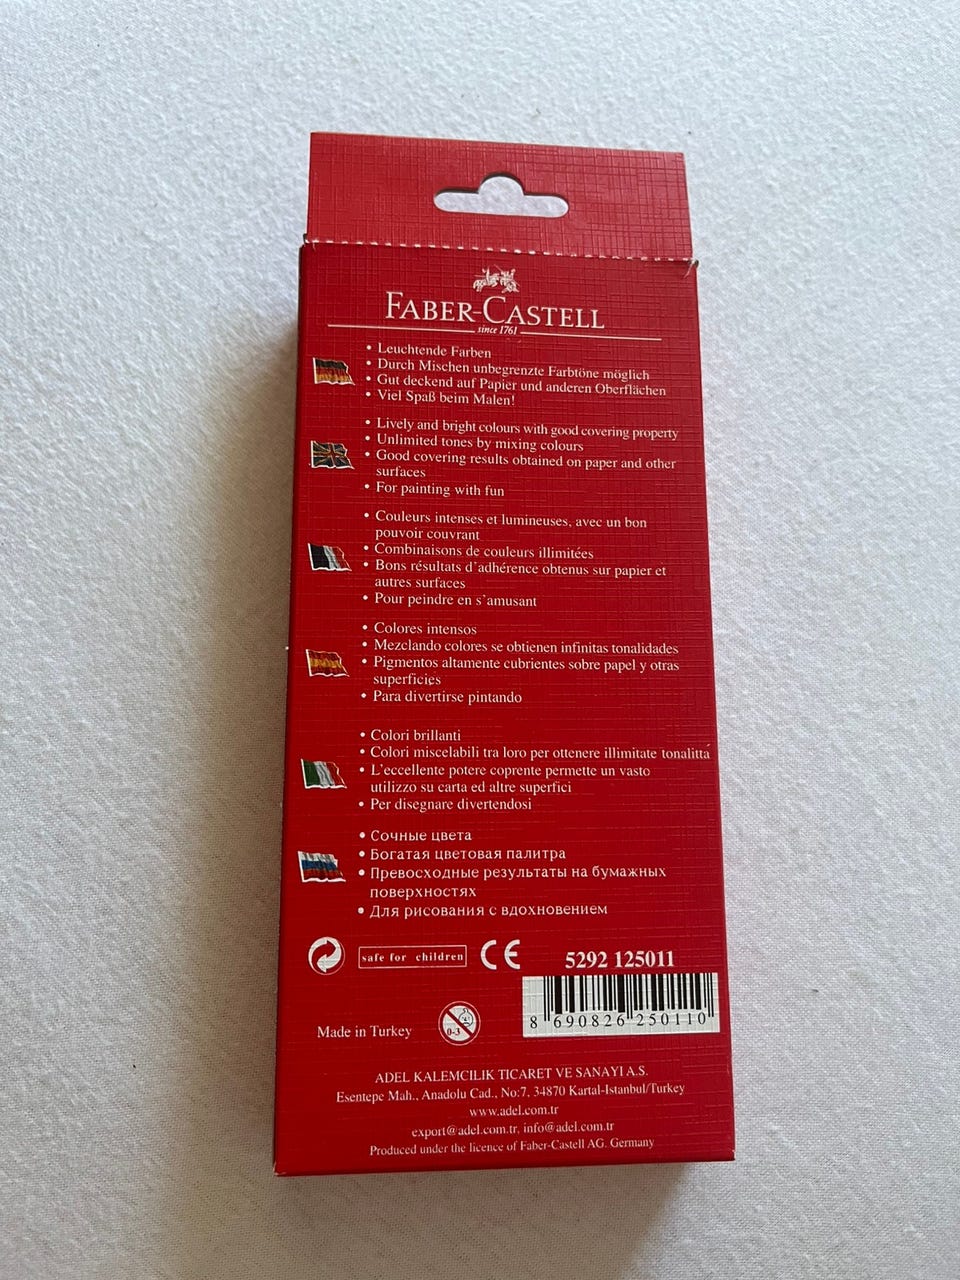 FABER-CASTELL
since 1761
• Leuchtende Farben
• Durch Mischen unbegrenzte Farbtöne möglich
• Gut deckend auf Papier und anderen Oberflächen
• Viel Spaß beim Malen!
• Lively and bright colours with good covering property
• Unlimited tones by mixing colours
• Good covering results obtained on paper and other
surfaces
• For painting with fun
• Couleurs intenses et lumineuses, avec un bon
pouvoir couvrant
• Combinaisons de couleurs illimitées
• Bons résultats d'adhérence obtenus sur papier et
autres surfaces
• Pour peindre en s'amusant
• Colores intensos
• Mezclando colores se obtienen infinitas tonalidades
• Pigmentos altamente cubrientes sobre papel y otras
superficies
• Para divertirse pintando
• Colori brillanti
• Colori miscelabili tra loro per ottenere illimitate tonalittá
• L'eccellente potere coprente permette un vasto
utilizzo su carta ed altre superfici
• Per disegnare divertendosi
• Сочные цвета
• Богатая цветовая палитра
• Превосходные результаты на бумажных
поверхностях
• Для рисования с вдохновением
safe for children CE 5292 125011
8 690826 250110
Made in Turkey 0-3
ADEL KALEMCILIK TICARET VE SANAYI A.S.
Esentepe Mah., Anadolu Cad., No:7, 34870 Kartal-Istanbul/Turkey
www.adel.com.tr
export@adel.com.tr, info@adel.com.tr
Produced under the licence of Faber-Castell AG. Germany